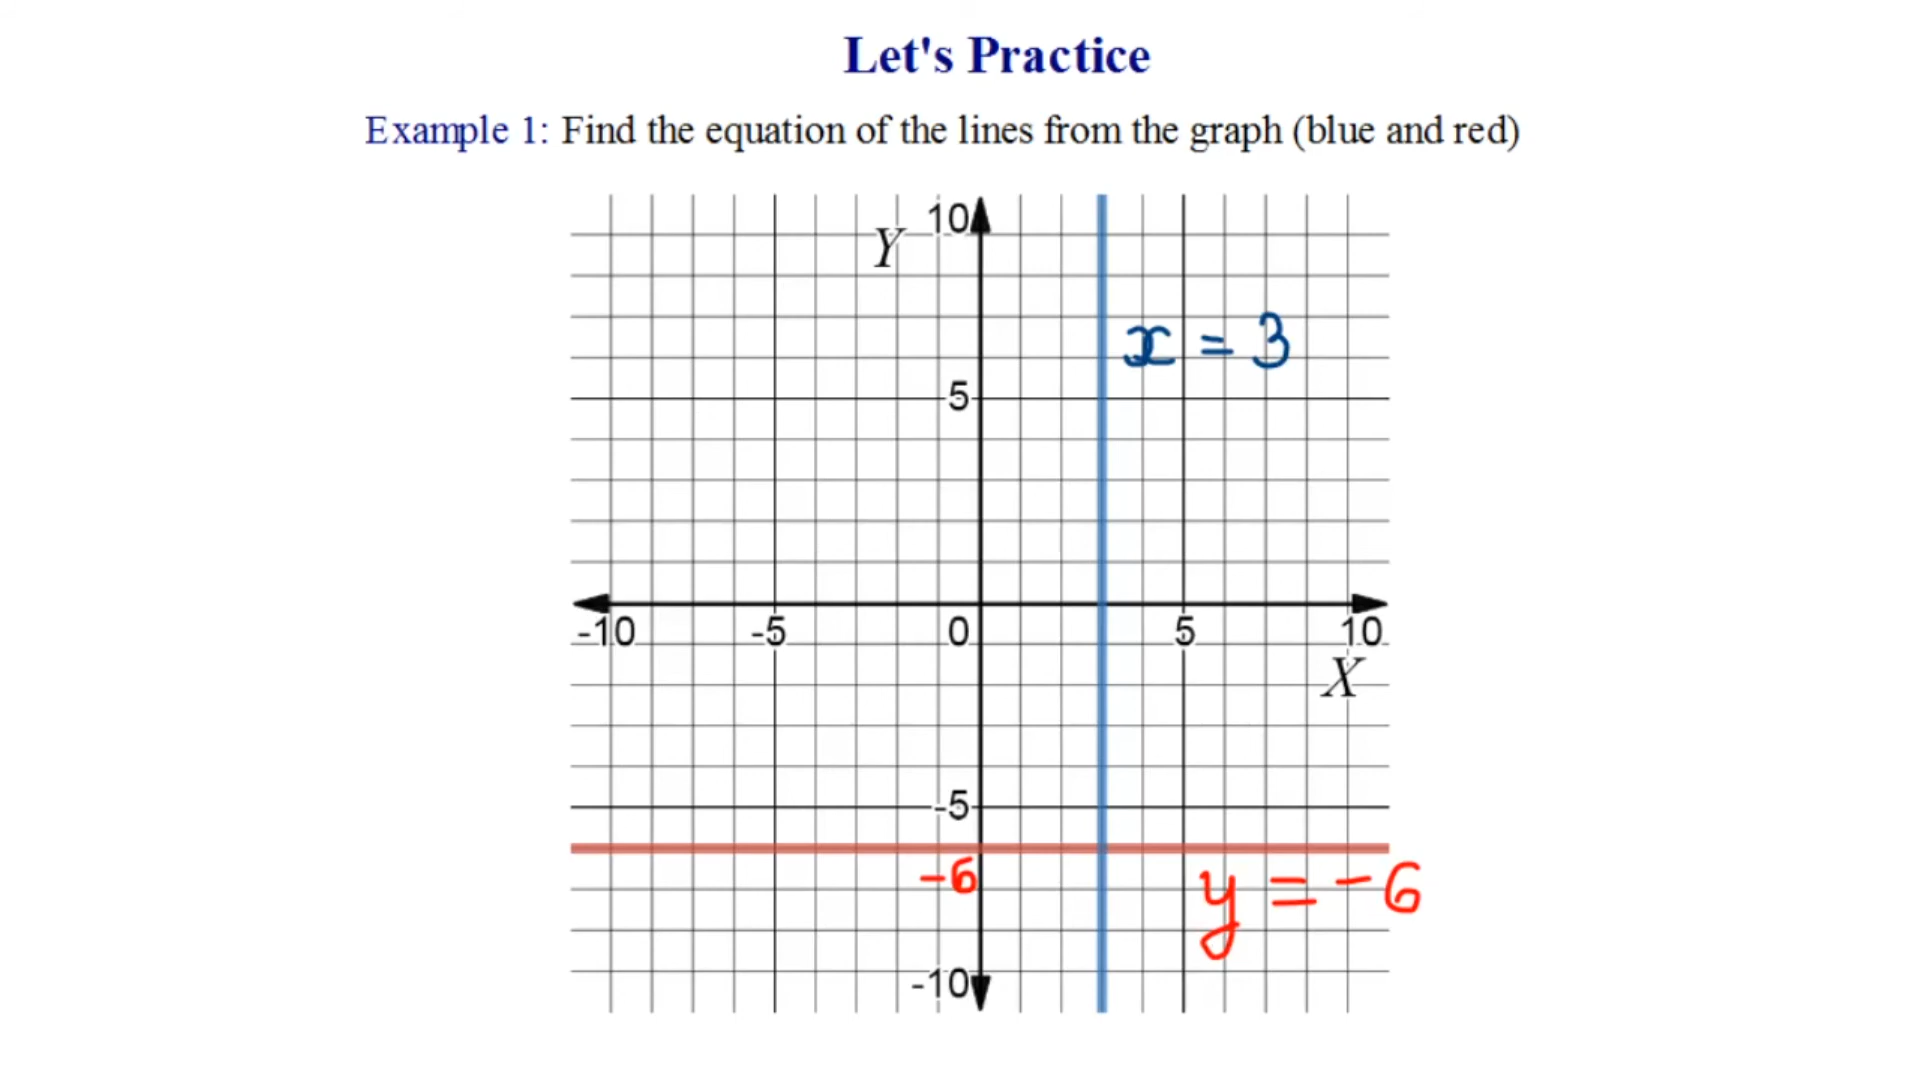 Let's Practice
Example 1: Find the equation of the lines from the graph (blue and red)
10
Y
x = 3
5
-10 -5 0 5 10
X
-5
-6
y = -6
-10